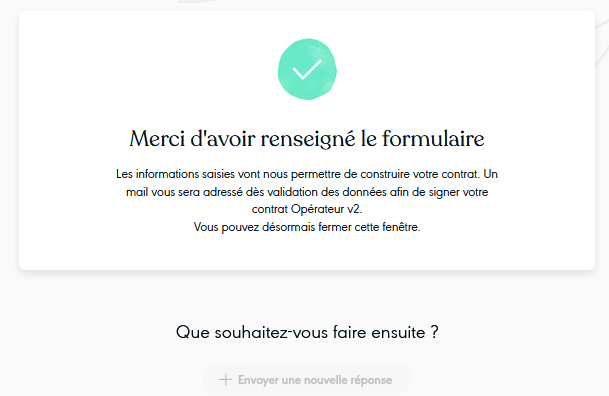 Merci d'avoir renseigné le formulaire
Les informations saisies vont nous permettre de construire votre contrat. Un
mail vous sera adressé dès validation des données afin de signer votre
contrat Opérateur v2.
Vous pouvez désormais fermer cette fenêtre.
Que souhaitez-vous faire ensuite ?
+ Envoyer une nouvelle réponse